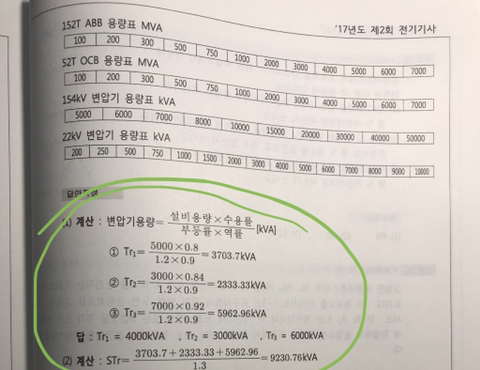 '17년도 제2회 전기기사
152T ABB 용량표 MVA
100 200 300 500 750 1000 2000 3000 4000 5000 6000 7000
52T OCB 용량표 MVA
100 200 300 500 750 1000 2000 3000 4000 5000 6000 7000
154kV 변압기 용량표 kVA
5000 6000 7000 8000 10000 15000 20000 30000 40000 50000
22kV 변압기 용량표 kVA
200 250 500 750 1000 1500 2000 3000 4000 5000 6000 7000 8000 9000 10000
(1) 계산 : 변압기용량= 설비용량×수용률 / 부등률×역률 [kVA]
① Tr₁= 5000×0.8 / 1.2×0.9 = 3703.7kVA
② Tr₂= 3000×0.84 / 1.2×0.9 = 2333.33kVA
③ Tr₃= 7000×0.92 / 1.2×0.9 = 5962.96kVA
답 : Tr₁ = 4000kVA , Tr₂ = 3000kVA, Tr₃ = 6000kVA
(2) 계산 : STr= 3703.7+2333.33+5962.96 / 1.3 = 9230.76kVA